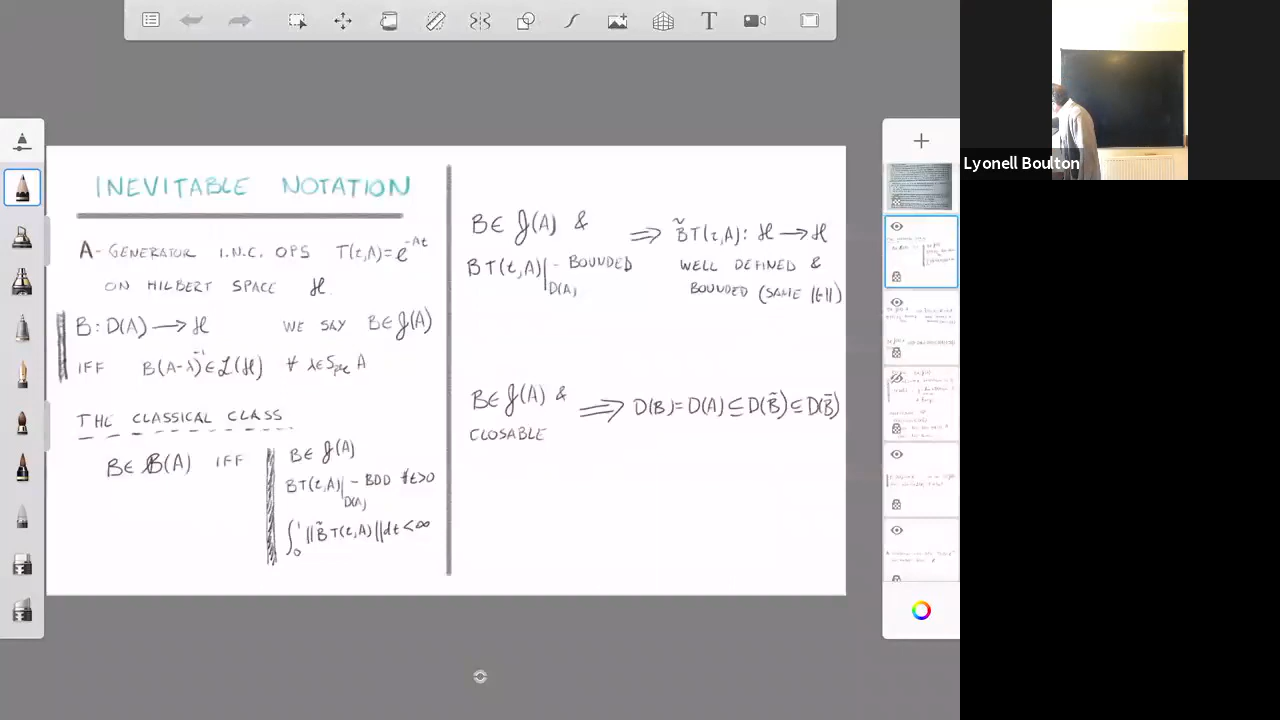 INEVITABLE NOTATION
A - GENERATOR I.N.C. OPS T(t,A)=e^{-At}
ON HILBERT SPACE ℋ.
B: D(A) → ℋ WE SAY B∈𝒥(A)
IFF B(A-λ)^{-1}∈ℒ(ℋ) ∀ λ∉Spec A
THE CLASSICAL CLASS
B∈ℬ(A) IFF
B∈𝒥(A)
BT(t,A)|_{D(A)} - BDD ∀t>0
∫_0^1 ||B̃T(t,A)||dt<∞
B∈𝒥(A) &
BT(t,A)|_{D(A)} - BOUNDED
⟹ B̃T(t,A): ℋ → ℋ
WELL DEFINED &
BOUNDED (SAME ||·||)
B∈𝒥(A) &
CLOSABLE
⟹ D(B)=D(A)⊆D(B̃)⊆D(B̄)
Lyonell Boulton